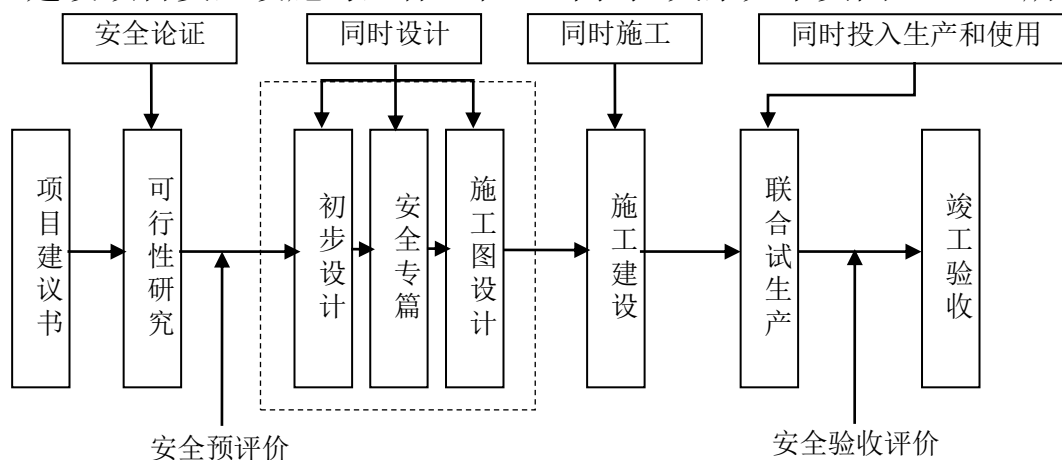 安全论证
同时设计
同时施工
同时投入生产和使用
项目建议书
可行性研究
初步设计
安全专篇
施工图设计
施工建设
联合试生产
竣工验收
安全预评价
安全验收评价